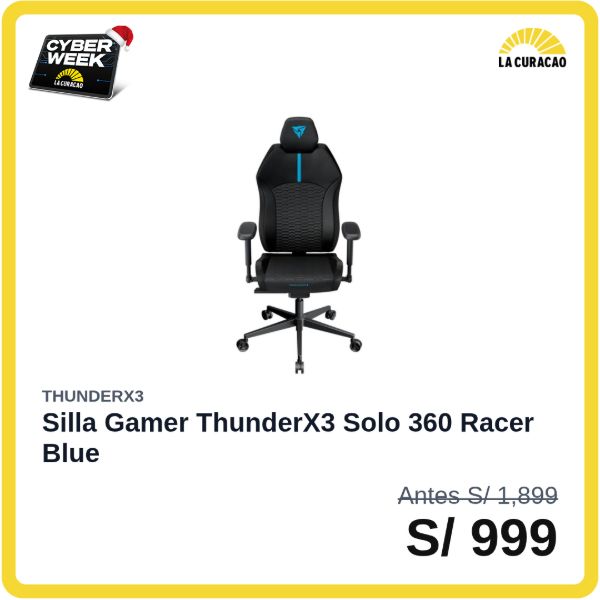 CYBER
WEEK
LA CURACAO
LA CURACAO
THUNDERX3
Silla Gamer ThunderX3 Solo 360 Racer
Blue
Antes S/ 1,899
S/ 999